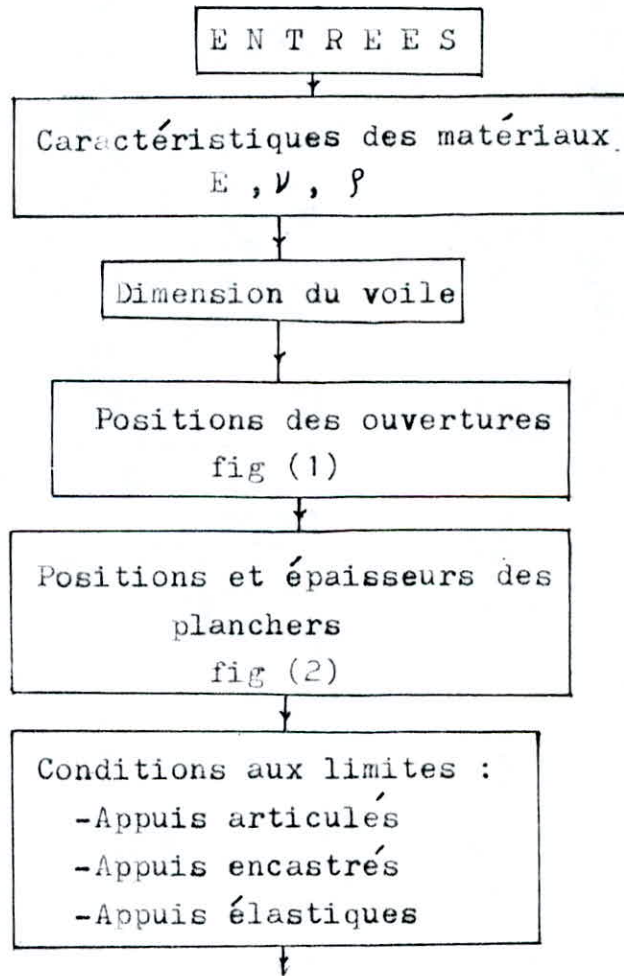 E N T R E E S
Caractéristiques des matériaux.
E , ν , ρ
Dimension du voile
Positions des ouvertures
fig (1)
Positions et épaisseurs des
planchers
fig (2)
Conditions aux limites :
-Appuis articulés
-Appuis encastrés
-Appuis élastiques